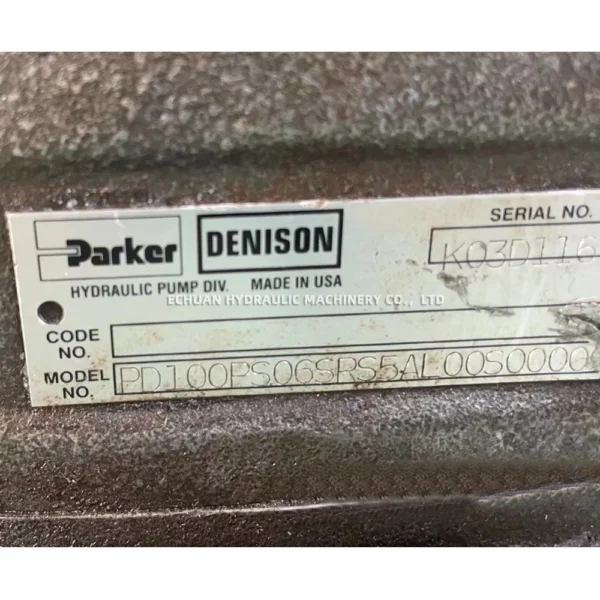 Parker DENISON
SERIAL NO.
K03D116
HYDRAULIC PUMP DIV. MADE IN USA
ECHUAN HYDRAULIC MACHINERY CO., LTD
CODE NO.
MODEL NO. PD100PS06SRS5AL00S0000